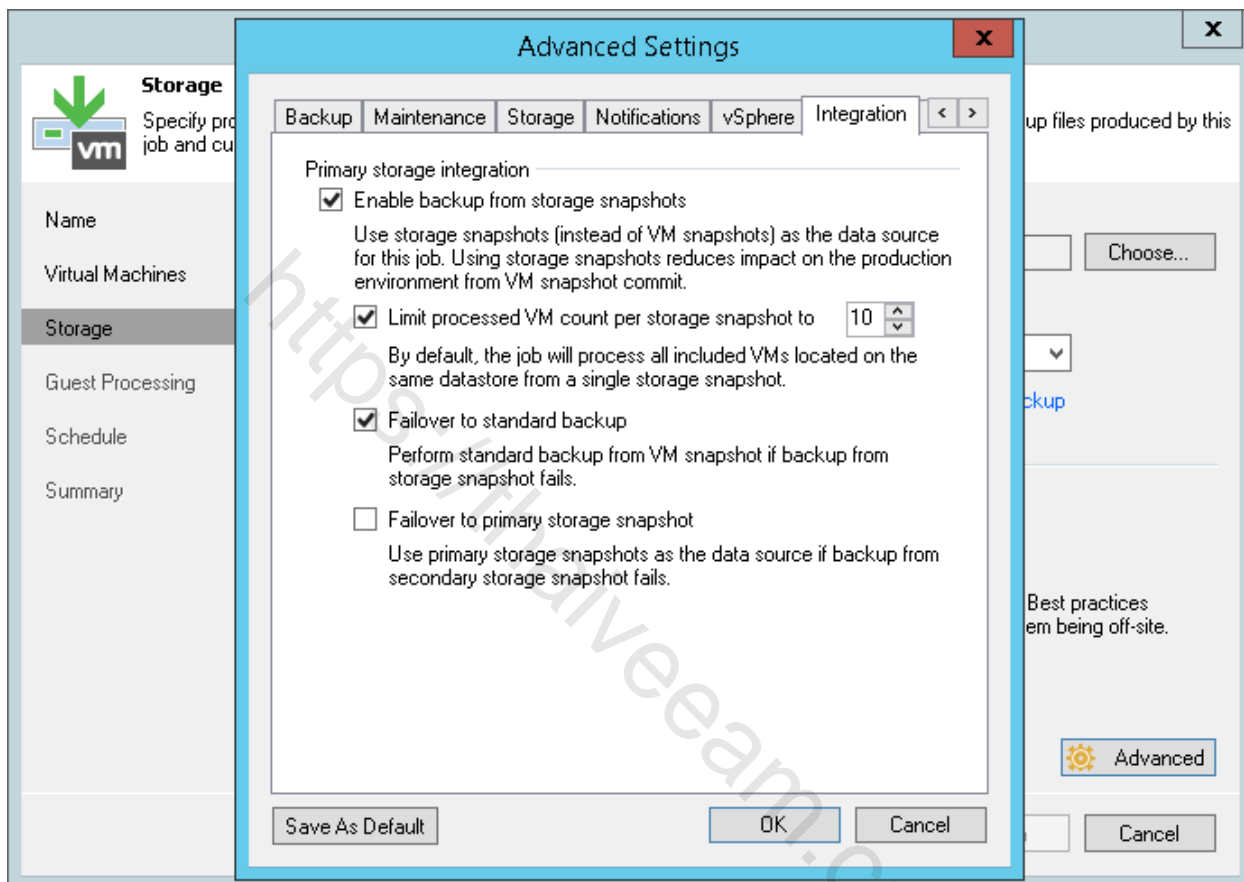 Advanced Settings
x
x
Storage
Specify pro
job and cu
up files produced by this
vm
Backup Maintenance Storage Notifications vSphere Integration < >
Primary storage integration
Enable backup from storage snapshots
Use storage snapshots (instead of VM snapshots) as the data source
for this job. Using storage snapshots reduces impact on the production
environment from VM snapshot commit.
Limit processed VM count per storage snapshot to 10
By default, the job will process all included VMs located on the
same datastore from a single storage snapshot.
Failover to standard backup
Perform standard backup from VM snapshot if backup from
storage snapshot fails.
Failover to primary storage snapshot
Use primary storage snapshots as the data source if backup from
secondary storage snapshot fails.
Save As Default OK Cancel
Name
Virtual Machines
Storage
Guest Processing
Schedule
Summary
Choose...
ckup
Best practices
em being off-site.
Advanced
Cancel
https://thaiveeam.c